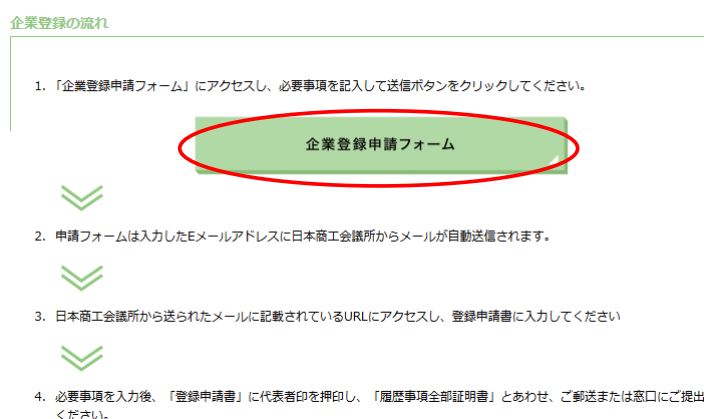 企業登録の流れ
1. 「企業登録申請フォーム」にアクセスし、必要事項を記入して送信ボタンをクリックしてください。
企業登録申請フォーム
2. 申請フォームは入力したEメールアドレスに日本商工会議所からメールが自動送信されます。
3. 日本商工会議所から送られたメールに記載されているURLにアクセスし、登録申請書に入力してください
4. 必要事項を入力後、「登録申請書」に代表者印を押印し、「履歴事項全部証明書」とあわせ、ご郵送または窓口にご提出
ください。